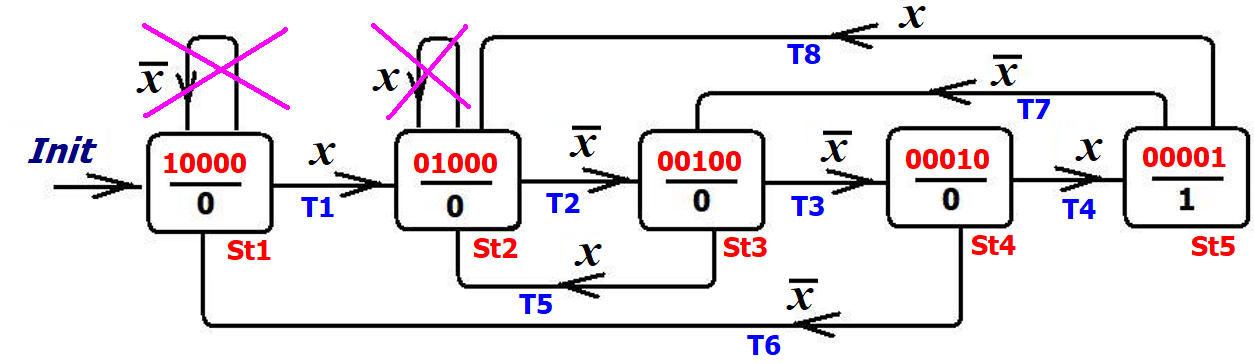 x
T8
x̅
x̅
x
T7
Init
10000
0
St1
x
T1
01000
0
St2
x̅
T2
00100
0
St3
x̅
T3
00010
0
St4
x
T4
00001
1
St5
x
T5
x̅
T6